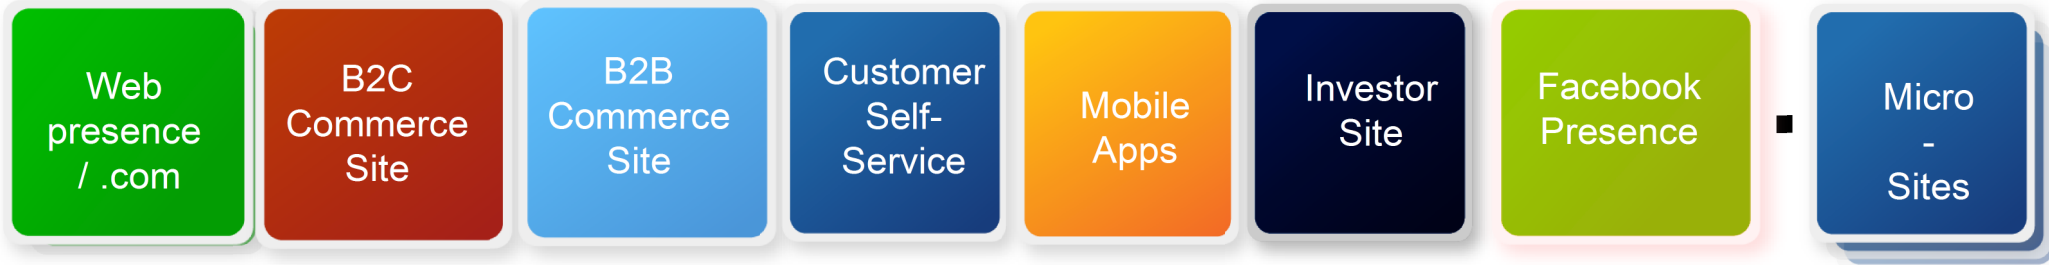 Web
presence
/ .com
B2C
Commerce
Site
B2B
Commerce
Site
Customer
Self-
Service
Mobile
Apps
Investor
Site
Facebook
Presence
.
Micro
-
Sites